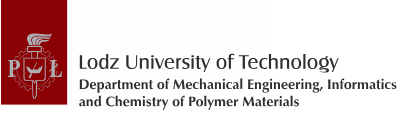 P Ł
Lodz University of Technology
Department of Mechanical Engineering, Informatics
and Chemistry of Polymer Materials